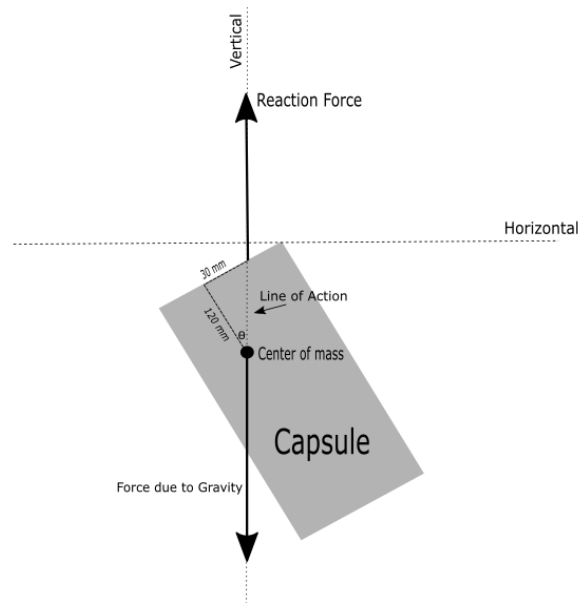 Vertical
Reaction Force
Horizontal
30 mm
Line of Action
120 mm
θ
Center of mass
Capsule
Force due to Gravity